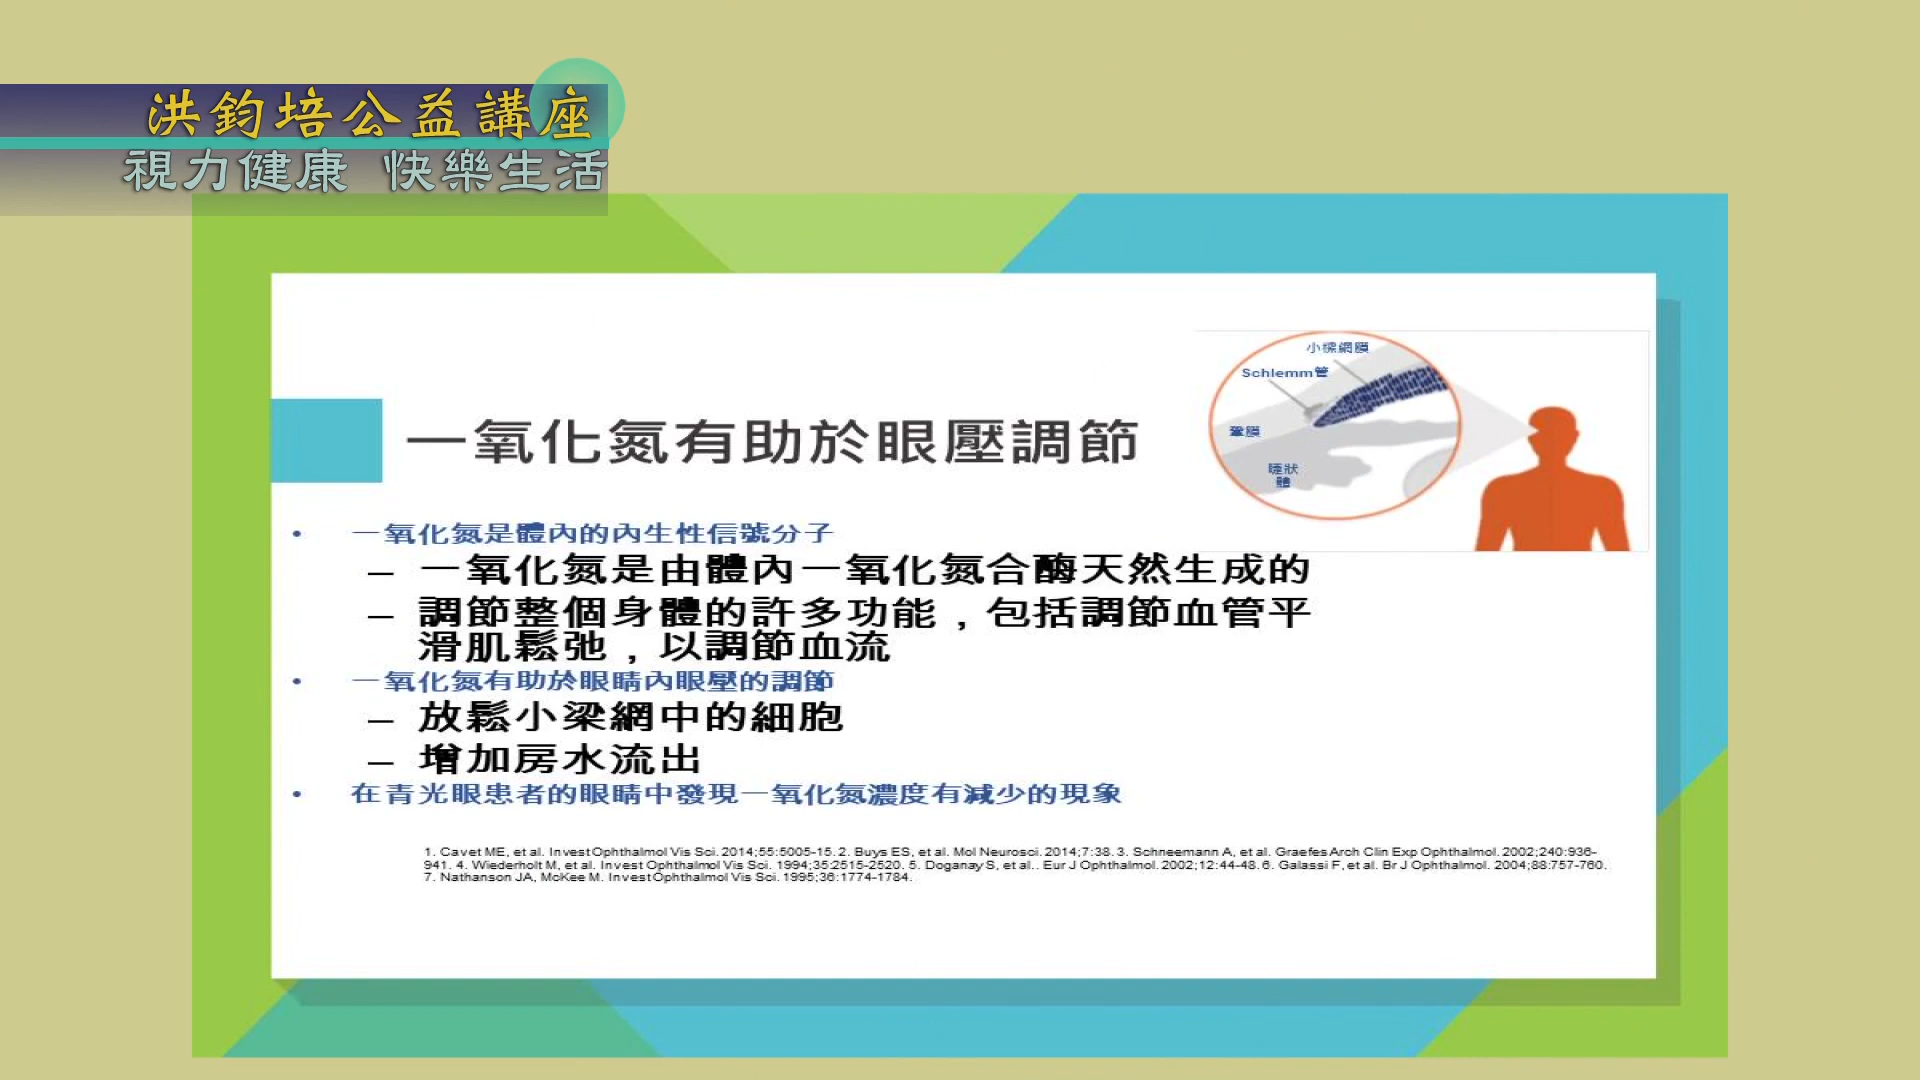 洪鈞培公益講座
視力健康 快樂生活
小樑網膜
Schlemm管
鞏膜
睫狀
體
一氧化氮有助於眼壓調節
• 一氧化氮是體內的內生性信號分子
– 一氧化氮是由體內一氧化氮合酶天然生成的
– 調節整個身體的許多功能，包括調節血管平
滑肌鬆弛，以調節血流
• 一氧化氮有助於眼睛內眼壓的調節
– 放鬆小梁網中的細胞
– 增加房水流出
• 在青光眼患者的眼睛中發現一氧化氮濃度有減少的現象
1. Cavet ME, et al. Invest Ophthalmol Vis Sci. 2014;55:5005-15. 2. Buys ES, et al. Mol Neurosci. 2014;7:38. 3. Schneemann A, et al. Graefes Arch Clin Exp Ophthalmol. 2002;240:936-
941. 4. Wiederholt M, et al. Invest Ophthalmol Vis Sci. 1994;35:2515-2520. 5. Doganay S, et al.. Eur J Ophthalmol. 2002;12:44-48. 6. Galassi F, et al. Br J Ophthalmol. 2004;88:757-760.
7. Nathanson JA, McKee M. Invest Ophthalmol Vis Sci. 1995;36:1774-1784.